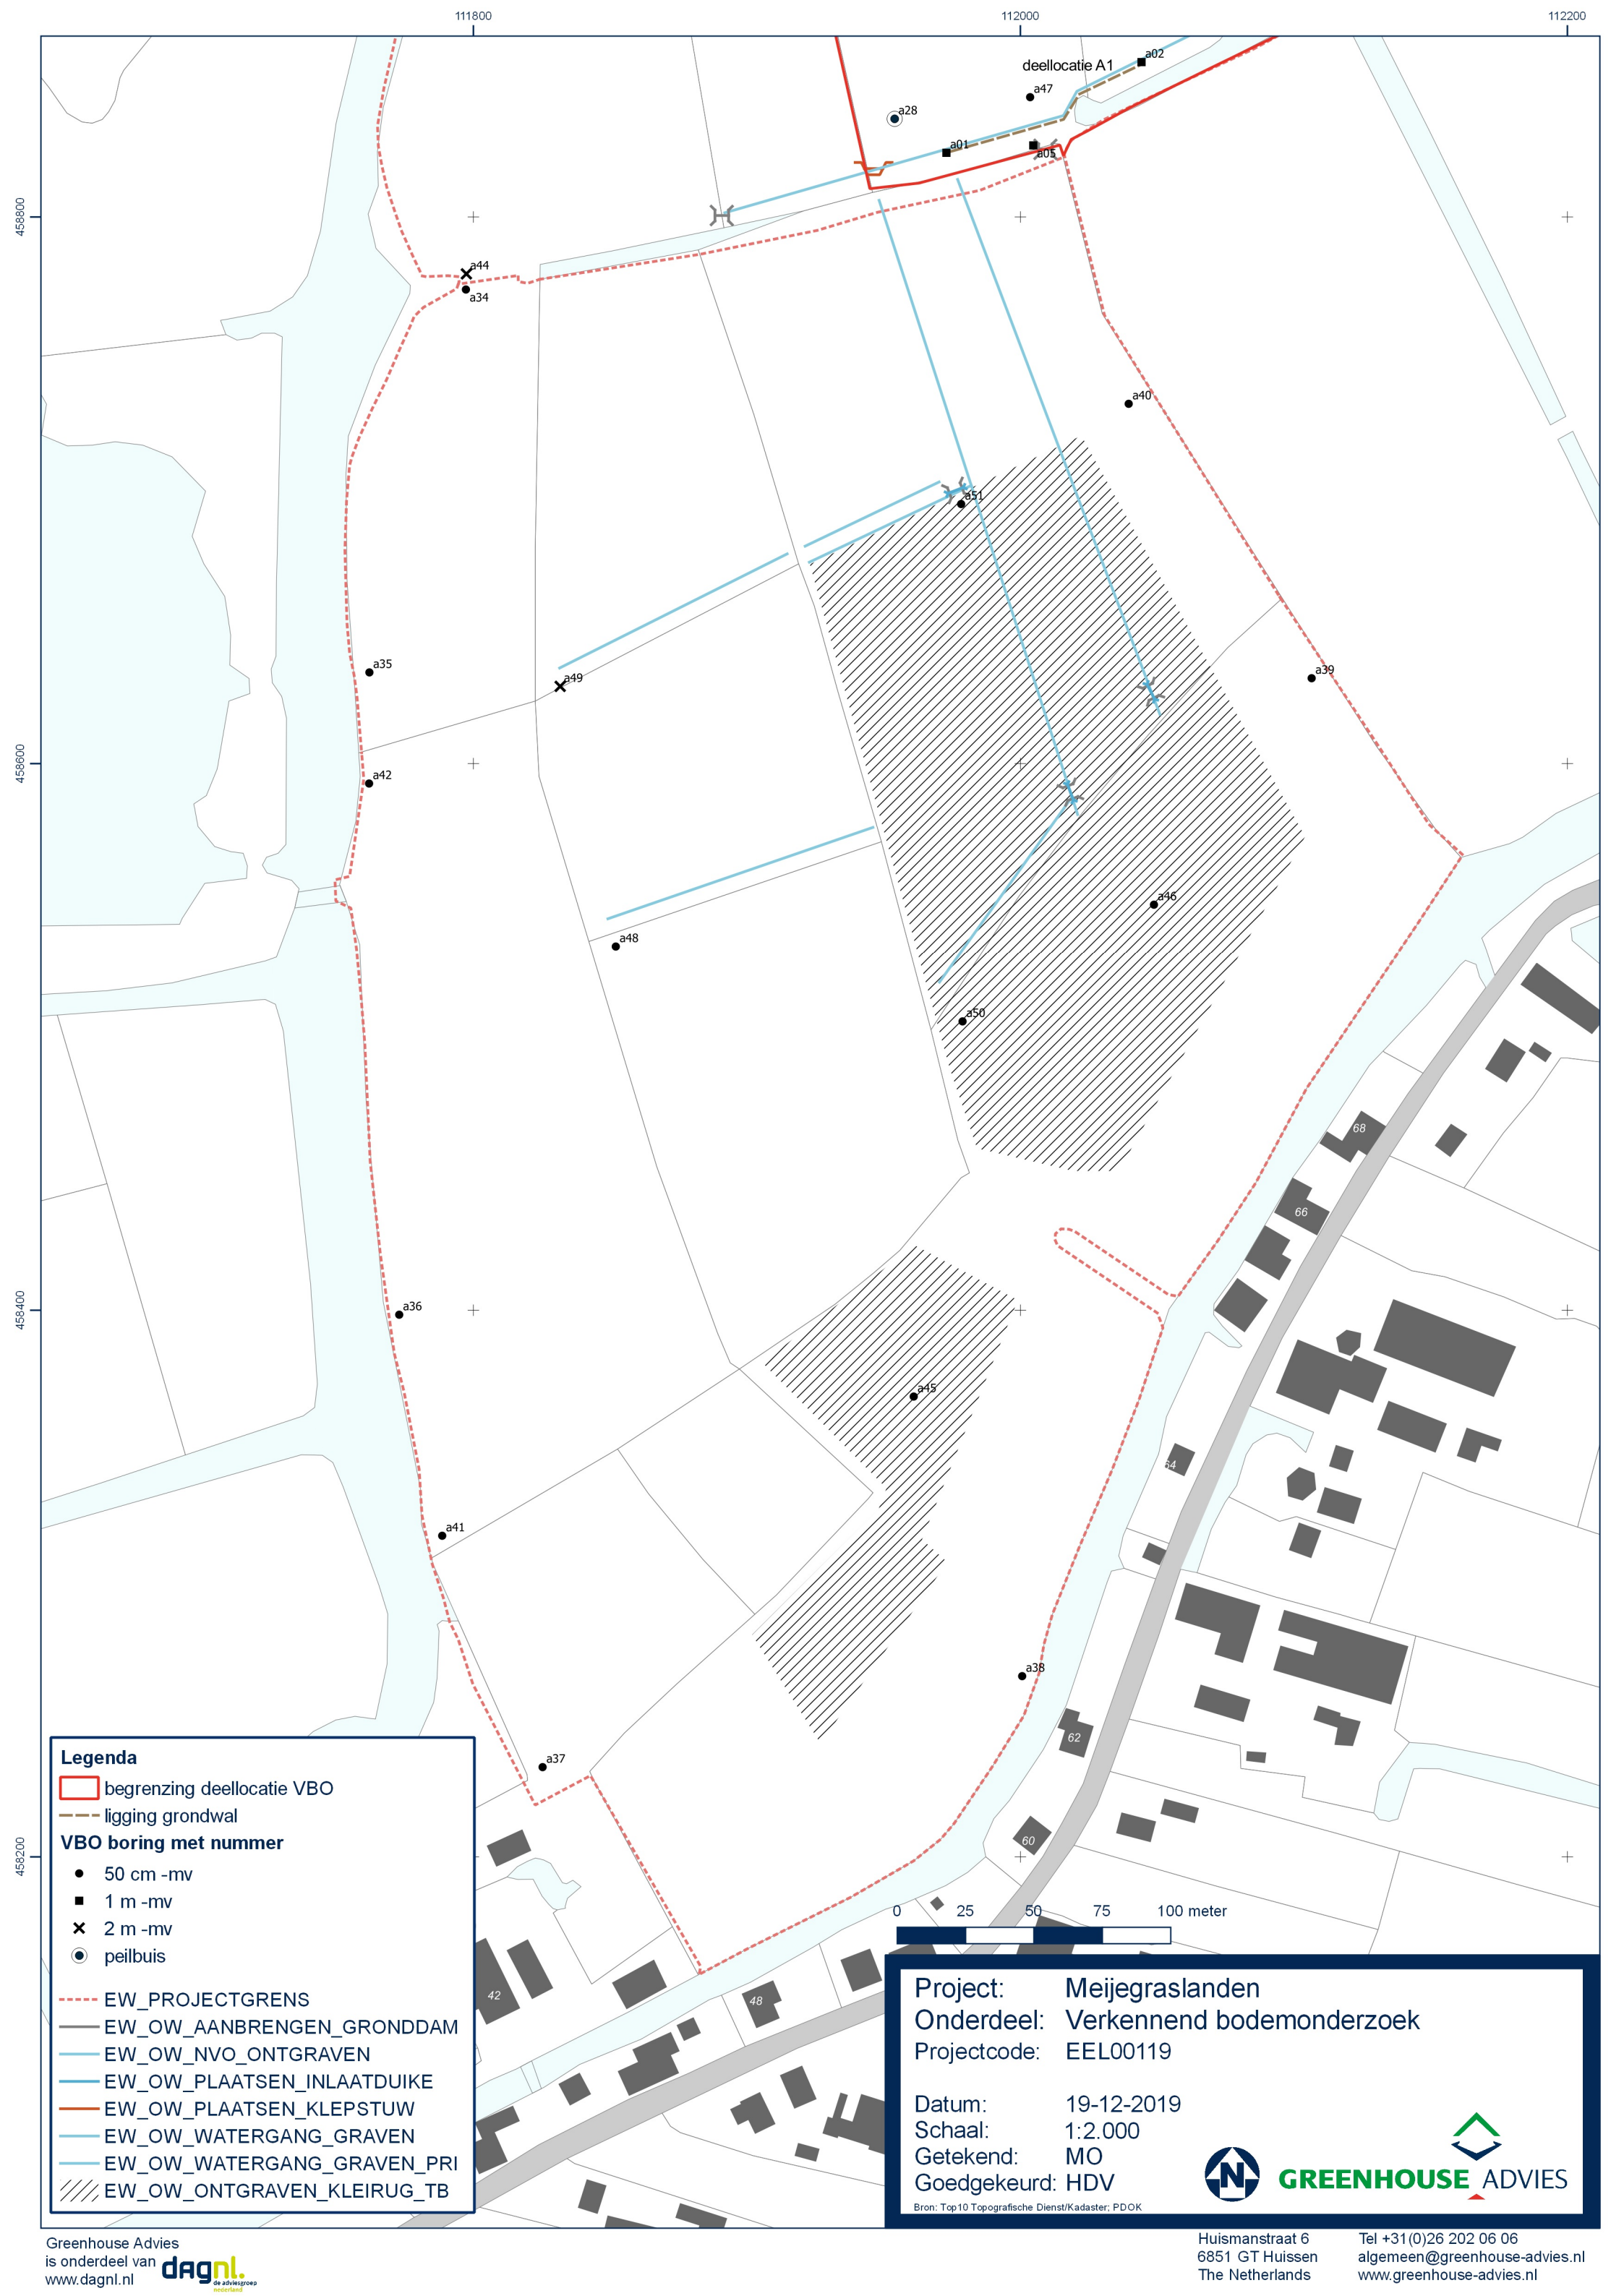 111800
112000
112200
a02
deellocatie A1
a47
a28
a01
a05
458800
a44
a34
a40
a51
a35
a49
a39
458600
a42
a46
a48
a50
68
66
458400
a36
a45
a41
64
a38
62
a37
60
458200
42
48
Legenda
begrenzing deellocatie VBO
ligging grondwal
VBO boring met nummer
50 cm -mv
1 m -mv
2 m -mv
peilbuis
EW_PROJECTGRENS
EW_OW_AANBRENGEN_GRONDDAM
EW_OW_NVO_ONTGRAVEN
EW_OW_PLAATSEN_INLAATDUIKE
EW_OW_PLAATSEN_KLEPSTUW
EW_OW_WATERGANG_GRAVEN
EW_OW_WATERGANG_GRAVEN_PRI
EW_OW_ONTGRAVEN_KLEIRUG_TB
0 25 50 75 100 meter
Project: Meijegraslanden
Onderdeel: Verkennend bodemonderzoek
Projectcode: EEL00119
Datum: 19-12-2019
Schaal: 1:2.000
Getekend: MO
Goedgekeurd: HDV
Bron: Top10 Topografische Dienst/Kadaster; PDOK
N
GREENHOUSE ADVIES
Greenhouse Advies
is onderdeel van
www.dagnl.nl
dagnl.
de adviesgroep
nederland
Huismanstraat 6
6851 GT Huissen
The Netherlands
Tel +31(0)26 202 06 06
algemeen@greenhouse-advies.nl
www.greenhouse-advies.nl